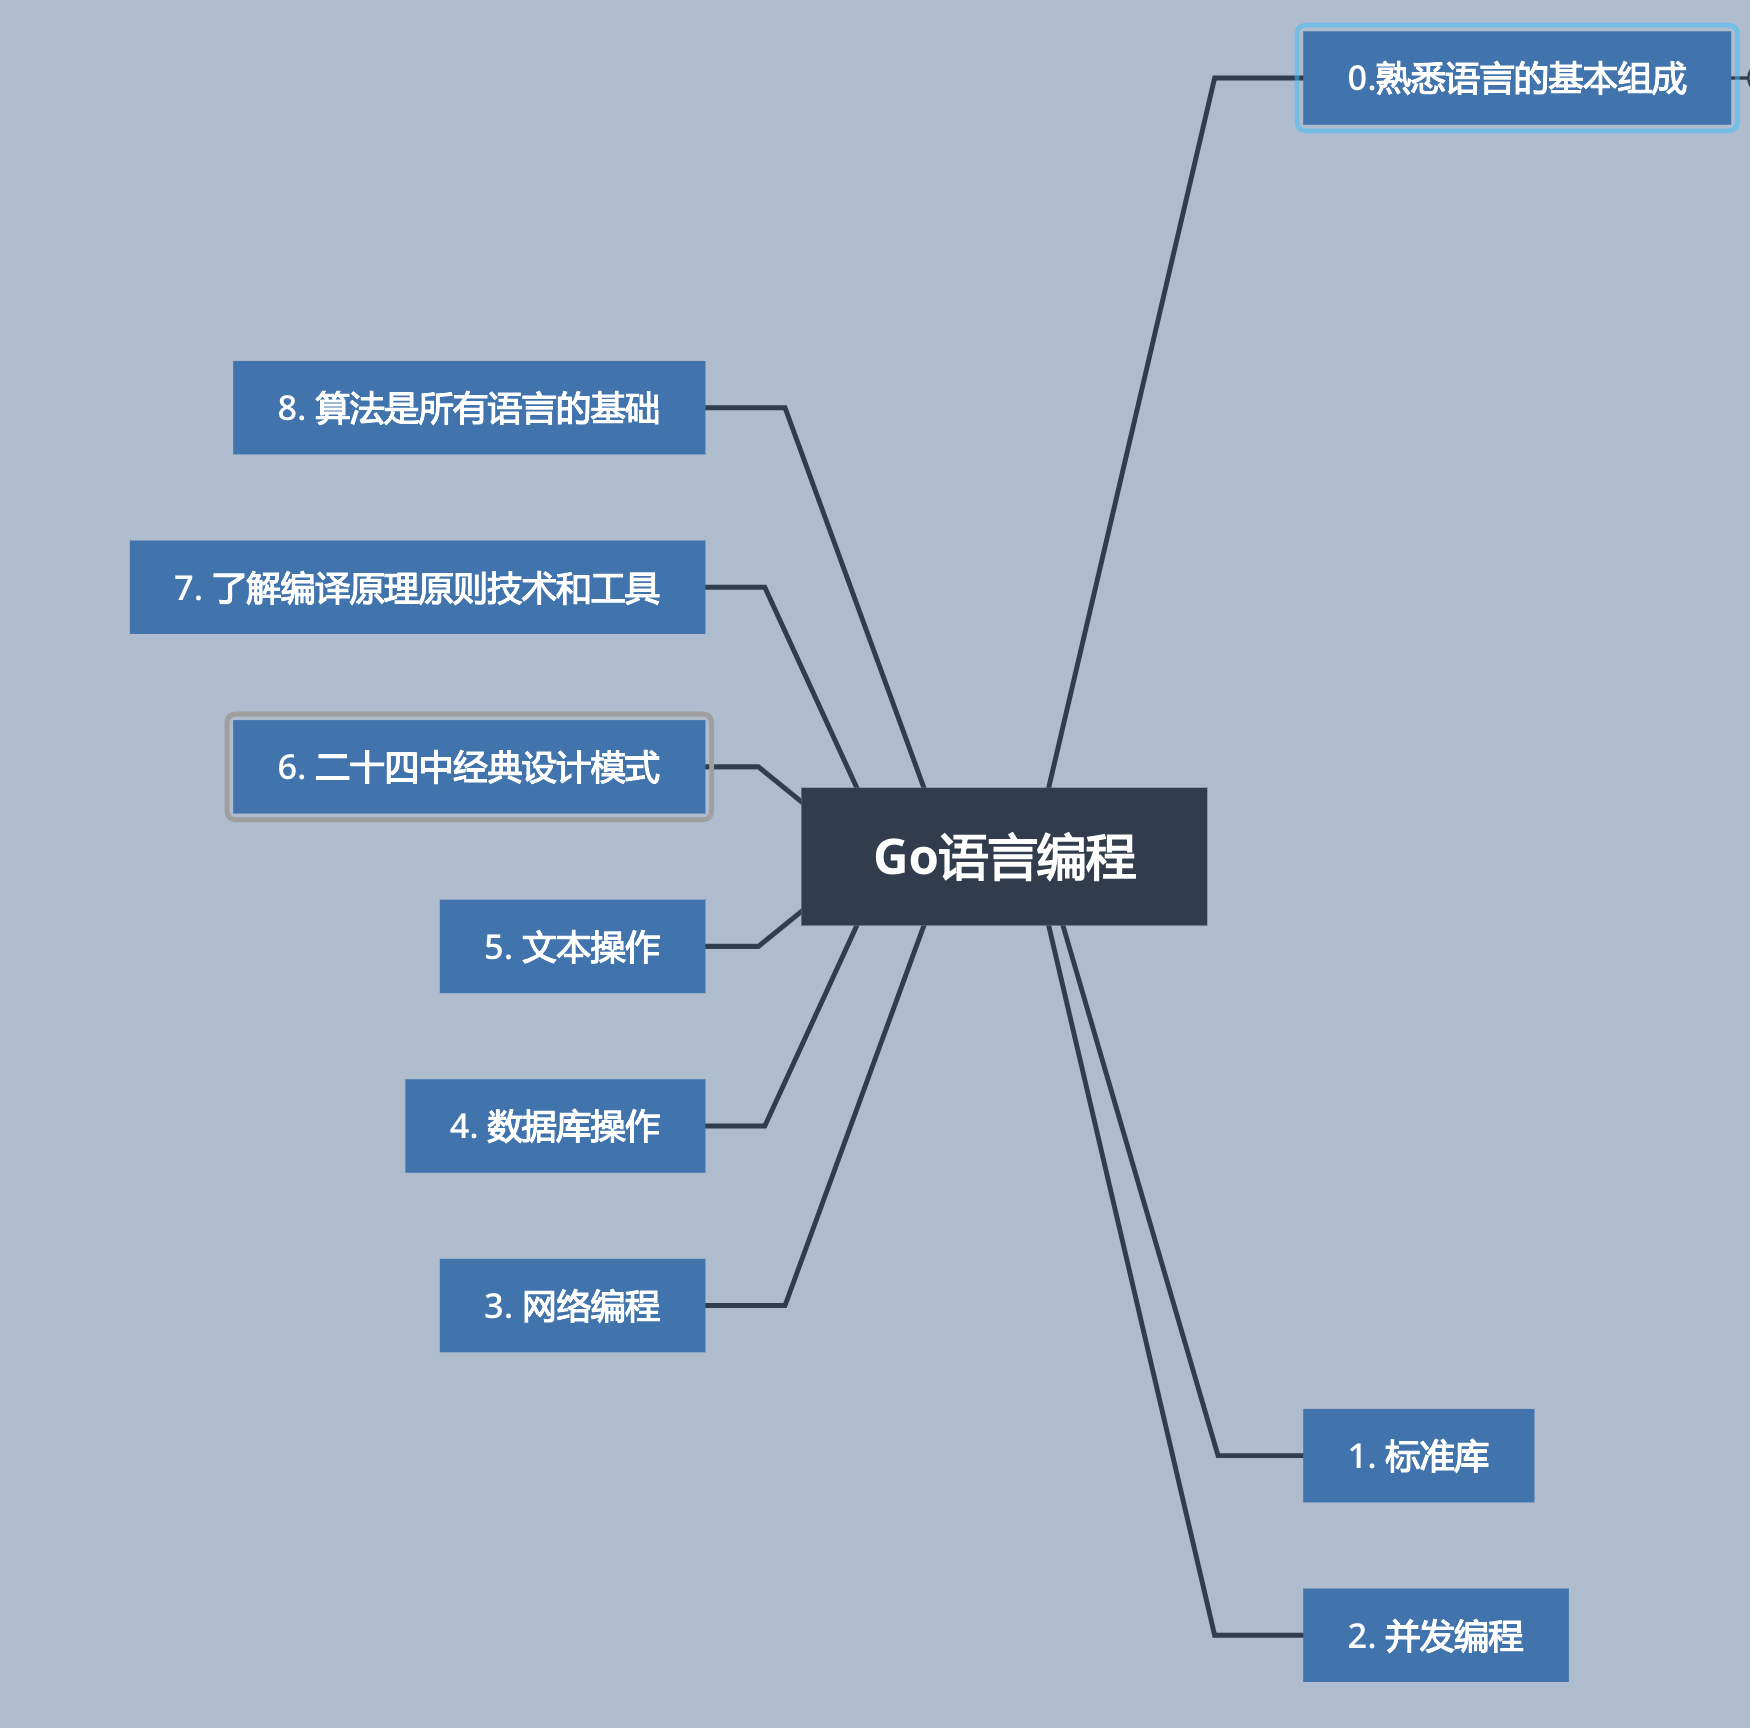 0.熟悉语言的基本组成
8. 算法是所有语言的基础
7. 了解编译原理原则技术和工具
6. 二十四中经典设计模式
Go语言编程
5. 文本操作
4. 数据库操作
3. 网络编程
1. 标准库
2. 并发编程